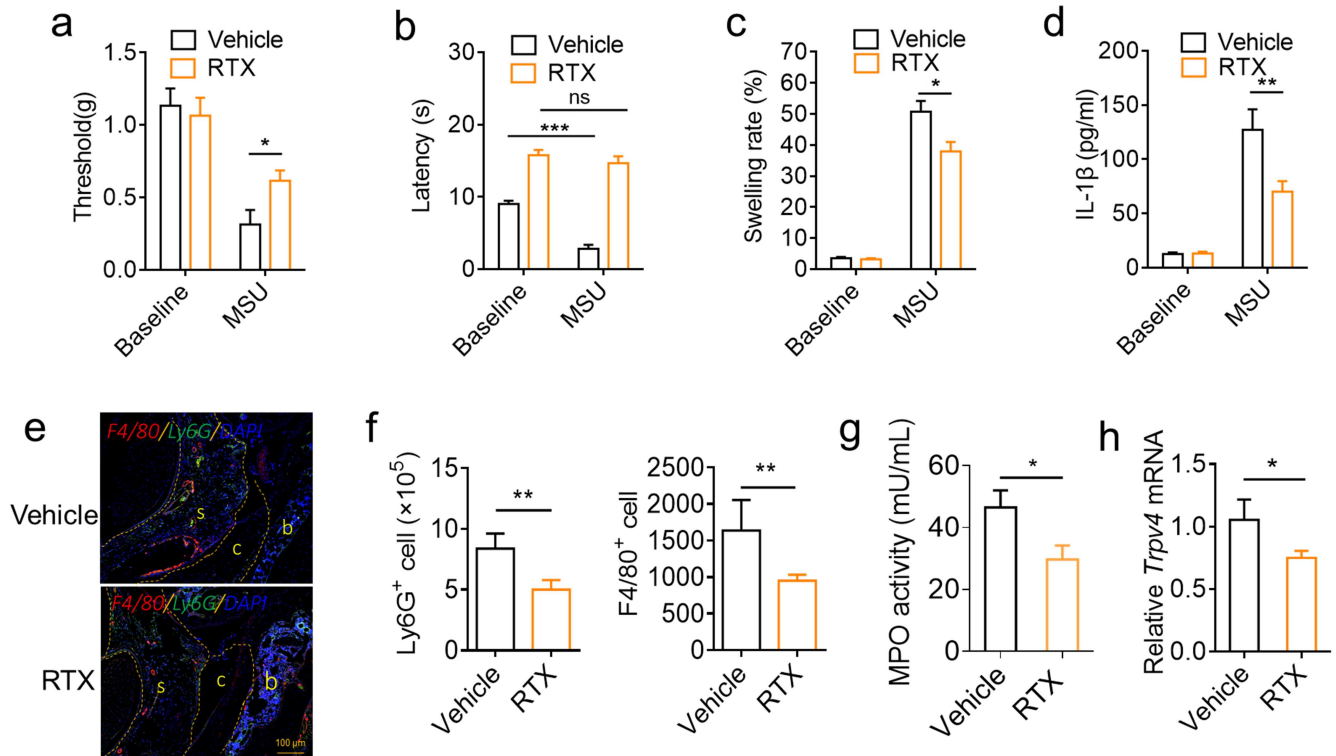 a
Vehicle
RTX
Threshold(g)
1.5
1.0
0.5
0.0
*
Baseline
MSU
b
Vehicle
RTX
Latency (s)
30
20
10
0
ns
***
Baseline
MSU
c
Vehicle
RTX
Swelling rate (%)
70
60
50
40
30
20
10
0
*
Baseline
MSU
d
Vehicle
RTX
IL-1β (pg/ml)
200
150
100
50
0
**
Baseline
MSU
e
F4/80/Ly6G/DAPI
Vehicle
s
c
b
F4/80/Ly6G/DAPI
RTX
s
c
b
100 μm
f
Ly6G⁺ cell (×10⁵)
15
10
5
0
**
Vehicle
RTX
F4/80⁺ cell
2500
2000
1500
1000
500
0
**
Vehicle
RTX
g
MPO activity (mU/mL)
60
40
20
0
*
Vehicle
RTX
h
Relative Trpv4 mRNA
1.5
1.0
0.5
0.0
*
Vehicle
RTX